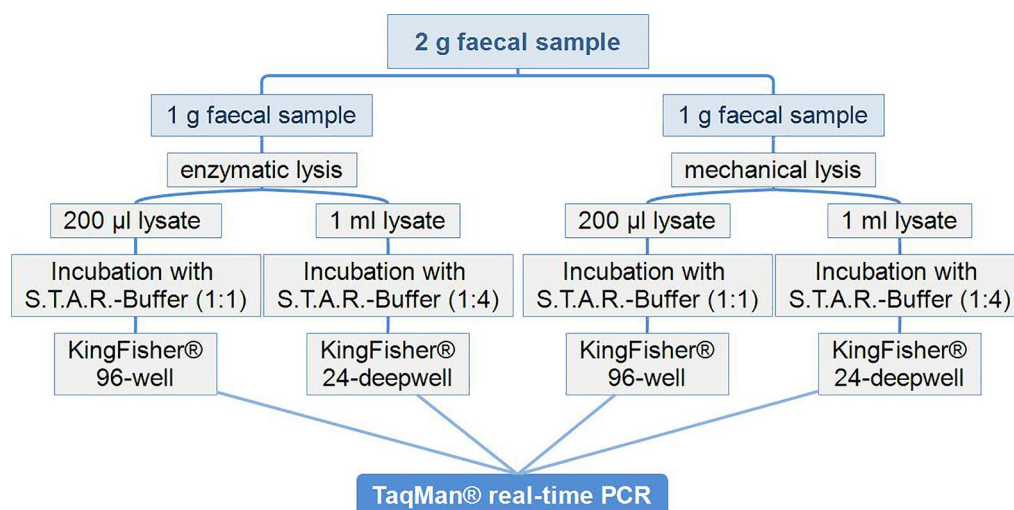 2 g faecal sample
1 g faecal sample
1 g faecal sample
enzymatic lysis
mechanical lysis
200 µl lysate
1 ml lysate
200 µl lysate
1 ml lysate
Incubation with
S.T.A.R.-Buffer (1:1)
Incubation with
S.T.A.R.-Buffer (1:4)
Incubation with
S.T.A.R.-Buffer (1:1)
Incubation with
S.T.A.R.-Buffer (1:4)
KingFisher®
96-well
KingFisher®
24-deepwell
KingFisher®
96-well
KingFisher®
24-deepwell
TaqMan® real-time PCR